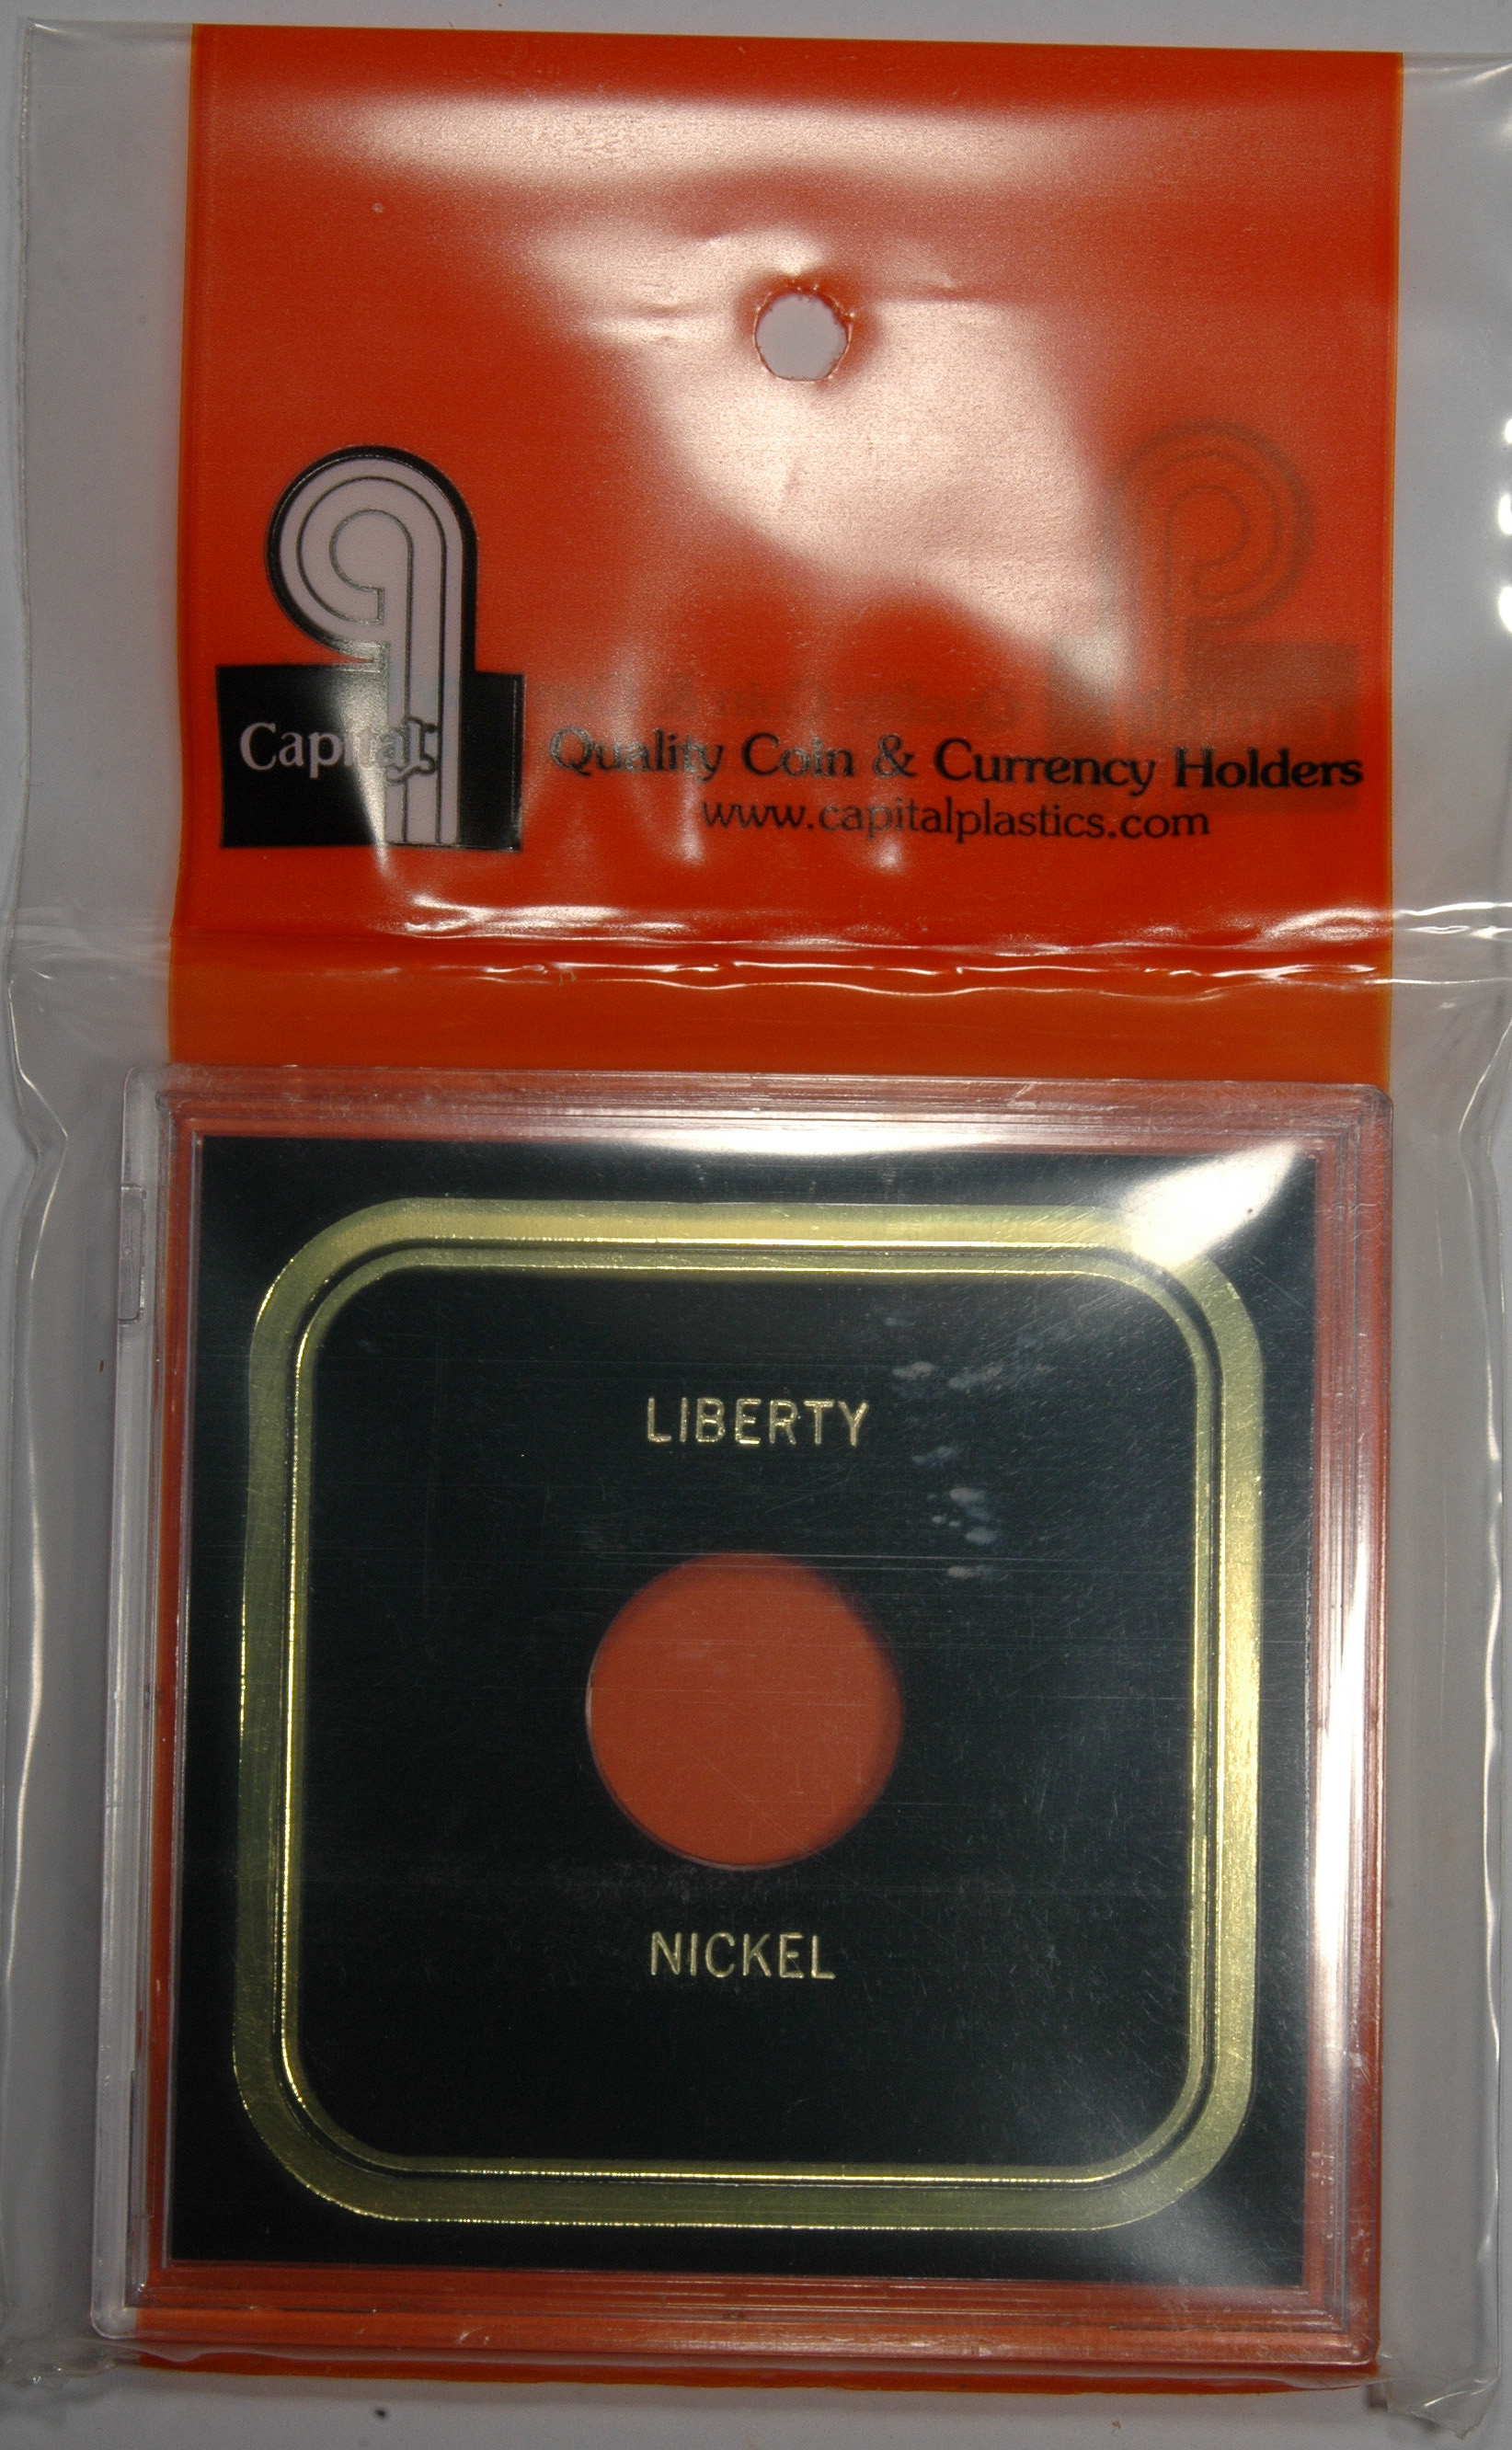 Capital
Quality Coin & Currency Holders
www.capitalplastics.com
LIBERTY
NICKEL